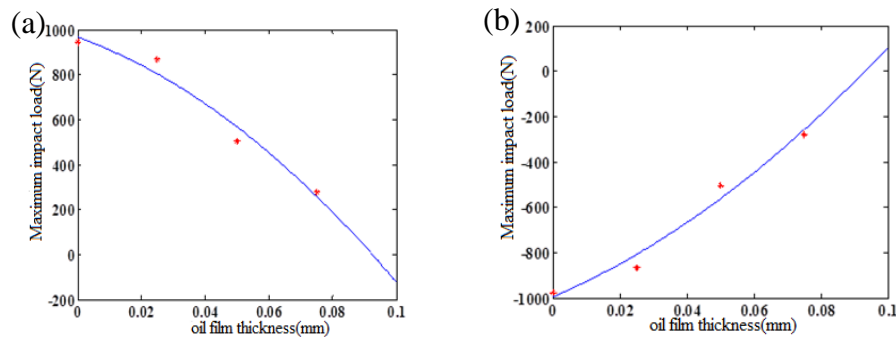 (a)
1000
800
600
400
200
0
-200
Maximum impact load(N)
0 0.02 0.04 0.06 0.08 0.1
oil film thickness(mm)
(b)
200
0
-200
-400
-600
-800
-1000
Maximum impact load(N)
0 0.02 0.04 0.06 0.08 0.1
oil film thickness(mm)